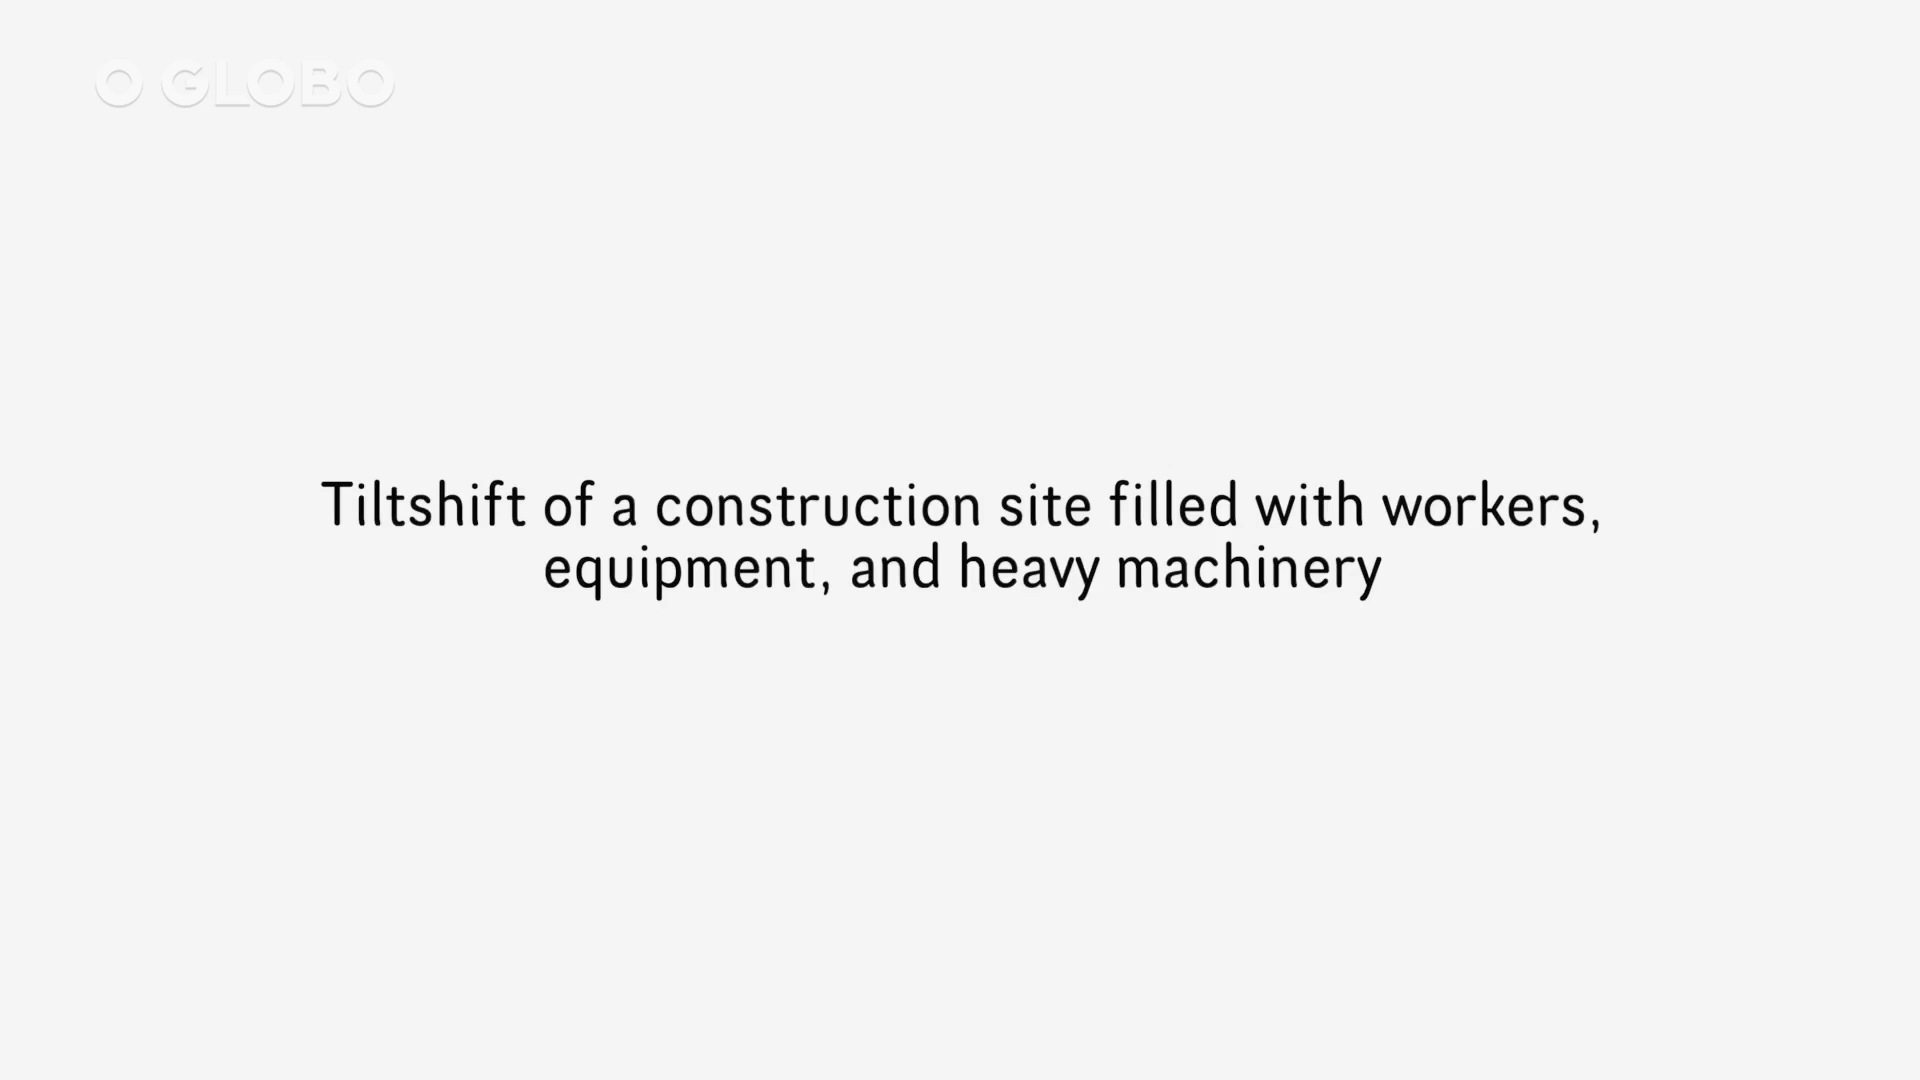 O GLOBO
Tiltshift of a construction site filled with workers,
equipment, and heavy machinery